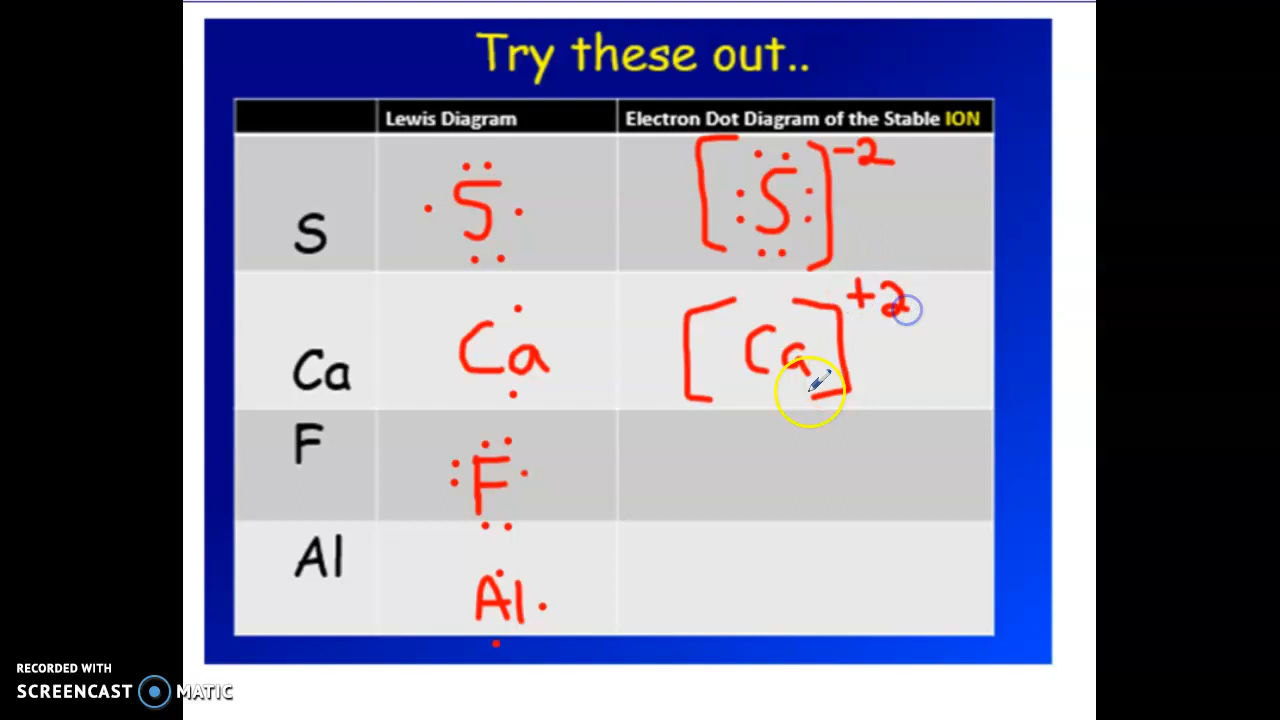 Try these out..
Lewis Diagram
Electron Dot Diagram of the Stable ION
S
S
[S]
-2
Ca
Ca
[Ca]
+2
F
F
Al
Al
RECORDED WITH
SCREENCAST MATIC